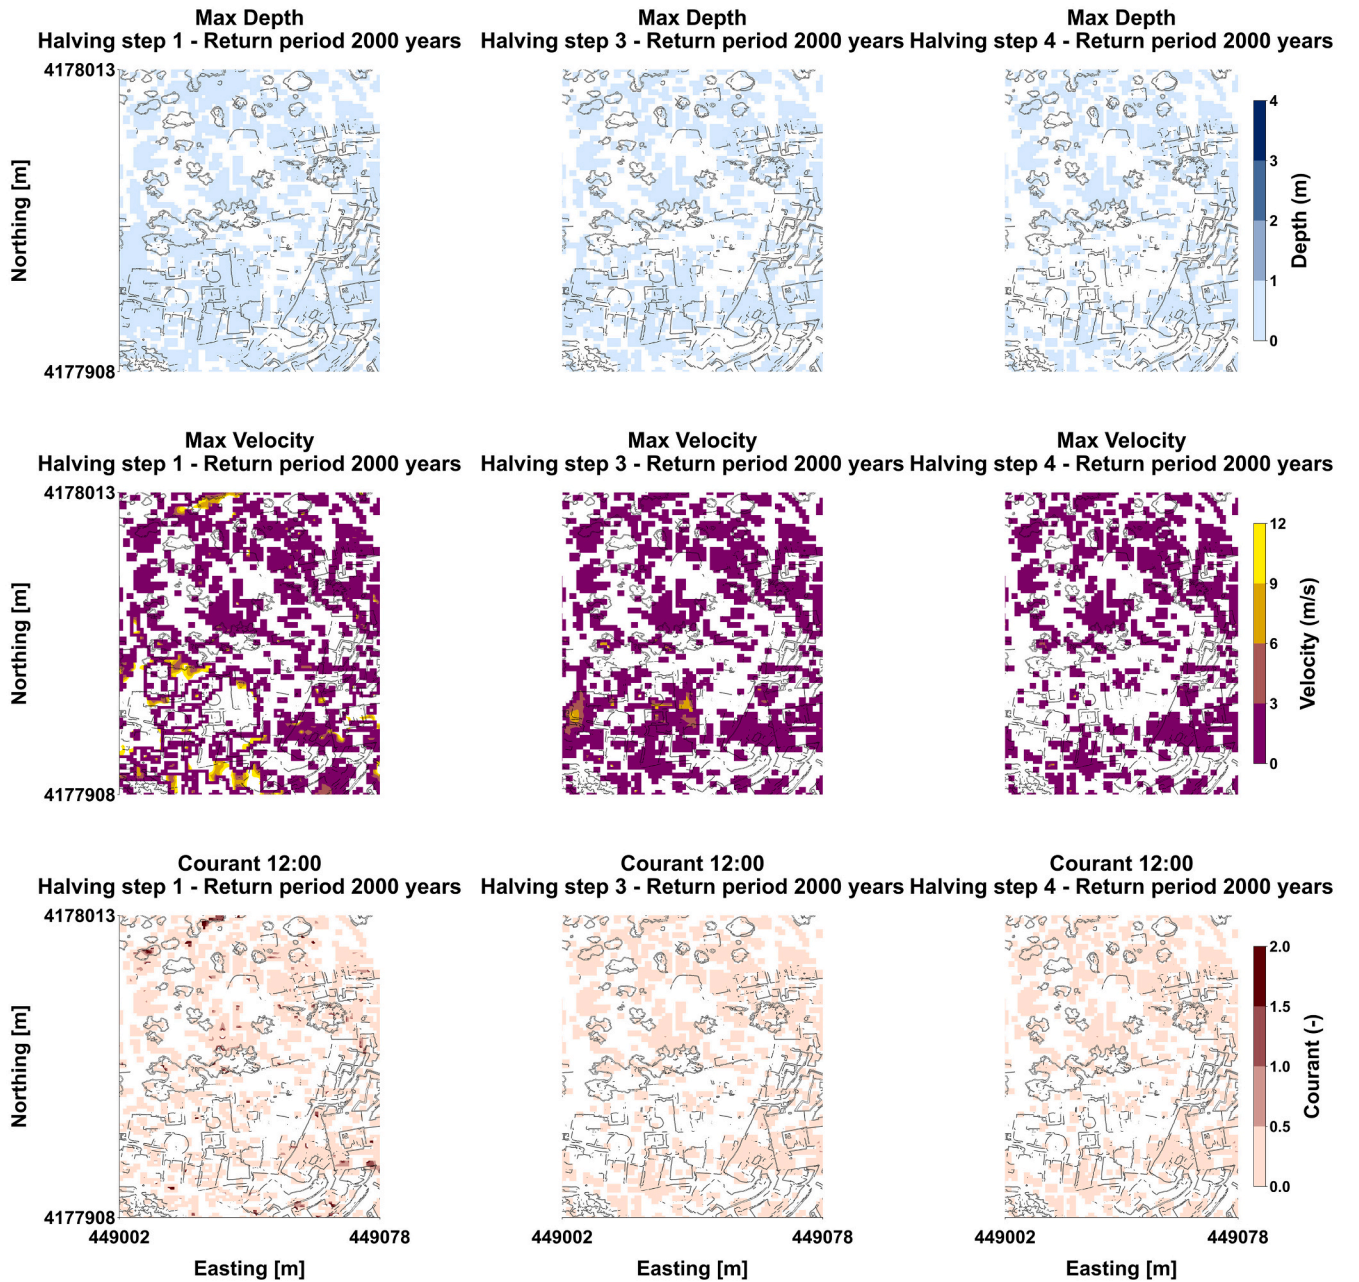 Max Depth
Halving step 1 - Return period 2000 years
Max Depth
Halving step 3 - Return period 2000 years
Max Depth
Halving step 4 - Return period 2000 years
4178013
Northing [m]
4177908
4
3
2
1
0
Depth (m)
Max Velocity
Halving step 1 - Return period 2000 years
Max Velocity
Halving step 3 - Return period 2000 years
Max Velocity
Halving step 4 - Return period 2000 years
4178013
Northing [m]
4177908
12
9
6
3
0
Velocity (m/s)
Courant 12:00
Halving step 1 - Return period 2000 years
Courant 12:00
Halving step 3 - Return period 2000 years
Courant 12:00
Halving step 4 - Return period 2000 years
4178013
Northing [m]
4177908
2.0
1.5
1.0
0.5
0.0
Courant (-)
449002 449078
449002 449078
449002 449078
Easting [m]
Easting [m]
Easting [m]